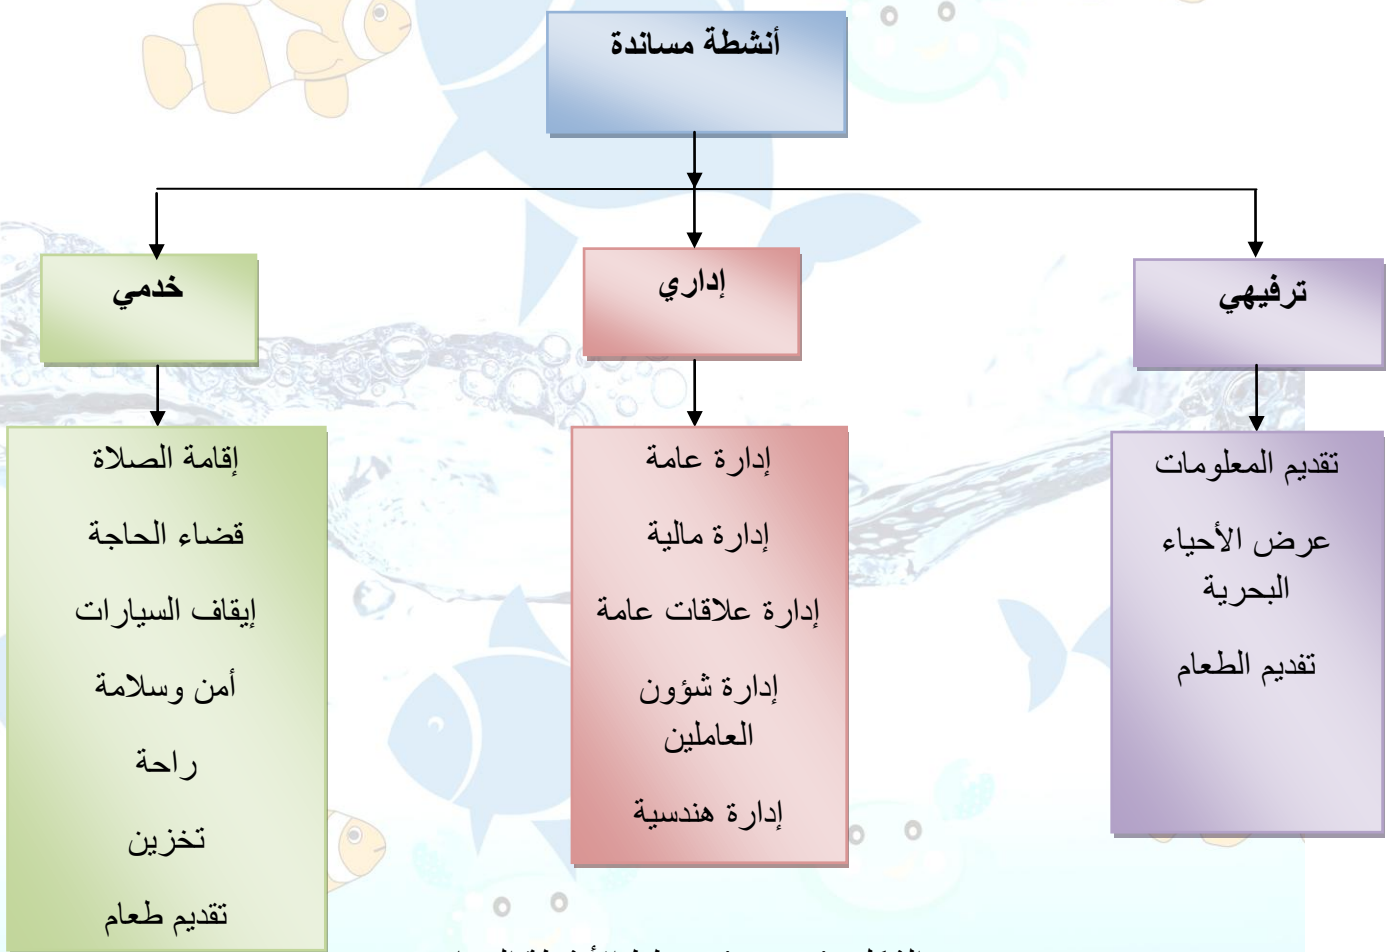 أنشطة مساندة
ترفيهي
إداري
خدمي
تقديم المعلومات
عرض الأحياء
البحرية
تفديم الطعام
إدارة عامة
إدارة مالية
إدارة علاقات عامة
إدارة شؤون
العاملين
إدارة هندسية
إقامة الصلاة
قضاء الحاجة
إيقاف السيارات
أمن وسلامة
راحة
تخزين
تقديم طعام